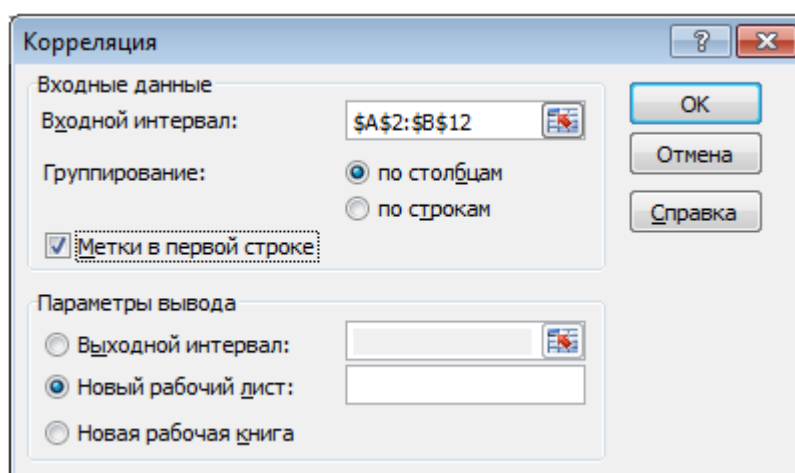 Корреляция
Входные данные
Входной интервал: $A$2:$B$12
Группирование: по столбцам
по строкам
Метки в первой строке
OK
Отмена
Справка
Параметры вывода
Выходной интервал:
Новый рабочий лист:
Новая рабочая книга